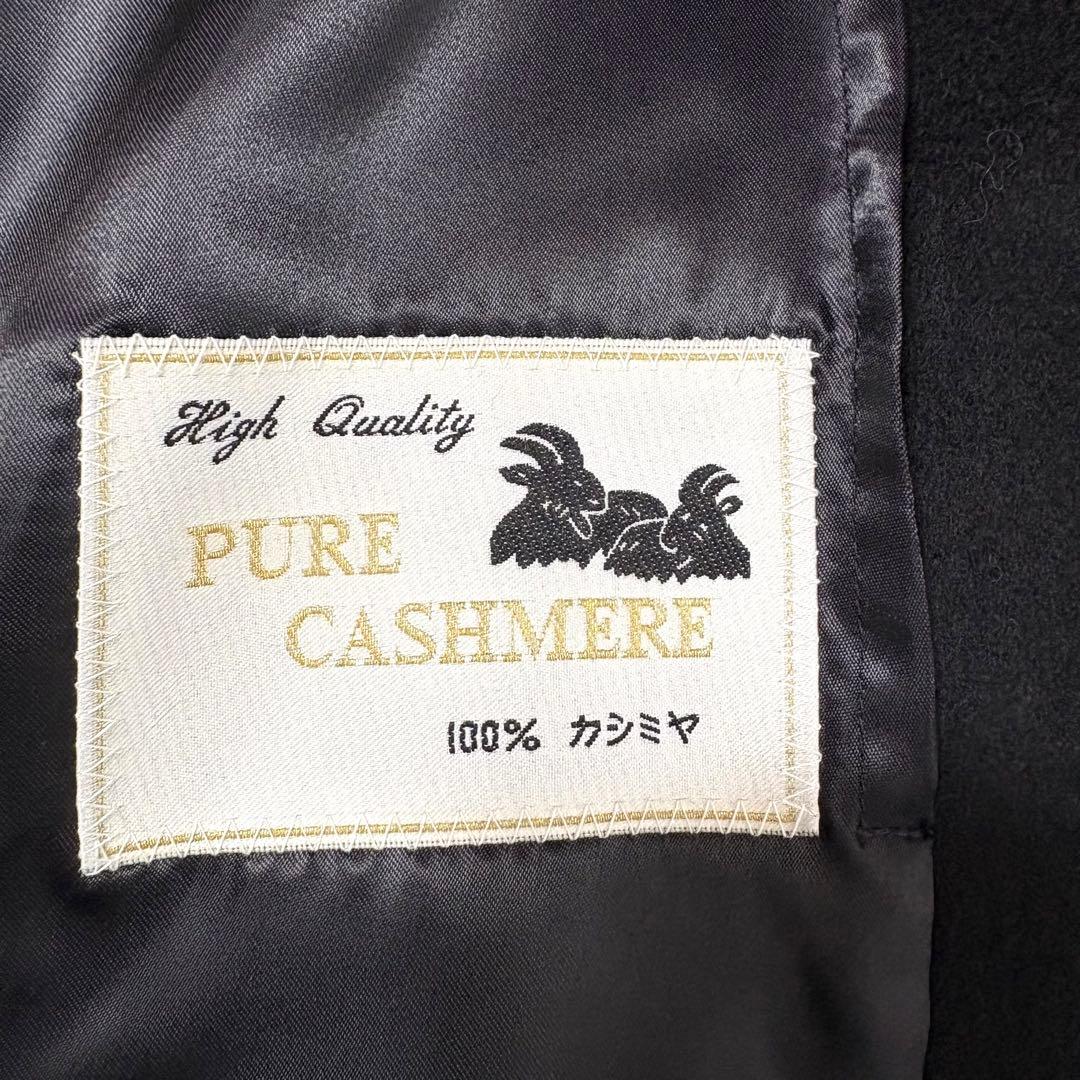 High Quality
PURE
CASHMERE
100% カシミヤ